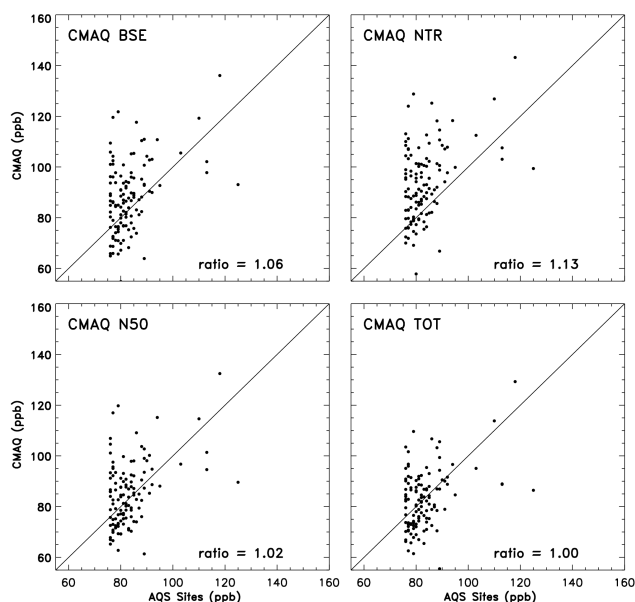 160
140
120
100
80
60
CMAQ (ppb)
CMAQ BSE
ratio = 1.06
CMAQ NTR
ratio = 1.13
160
140
120
100
80
60
CMAQ (ppb)
CMAQ N50
ratio = 1.02
CMAQ TOT
ratio = 1.00
60 80 100 120 140 160
60 80 100 120 140 160
AQS Sites (ppb)
AQS Sites (ppb)